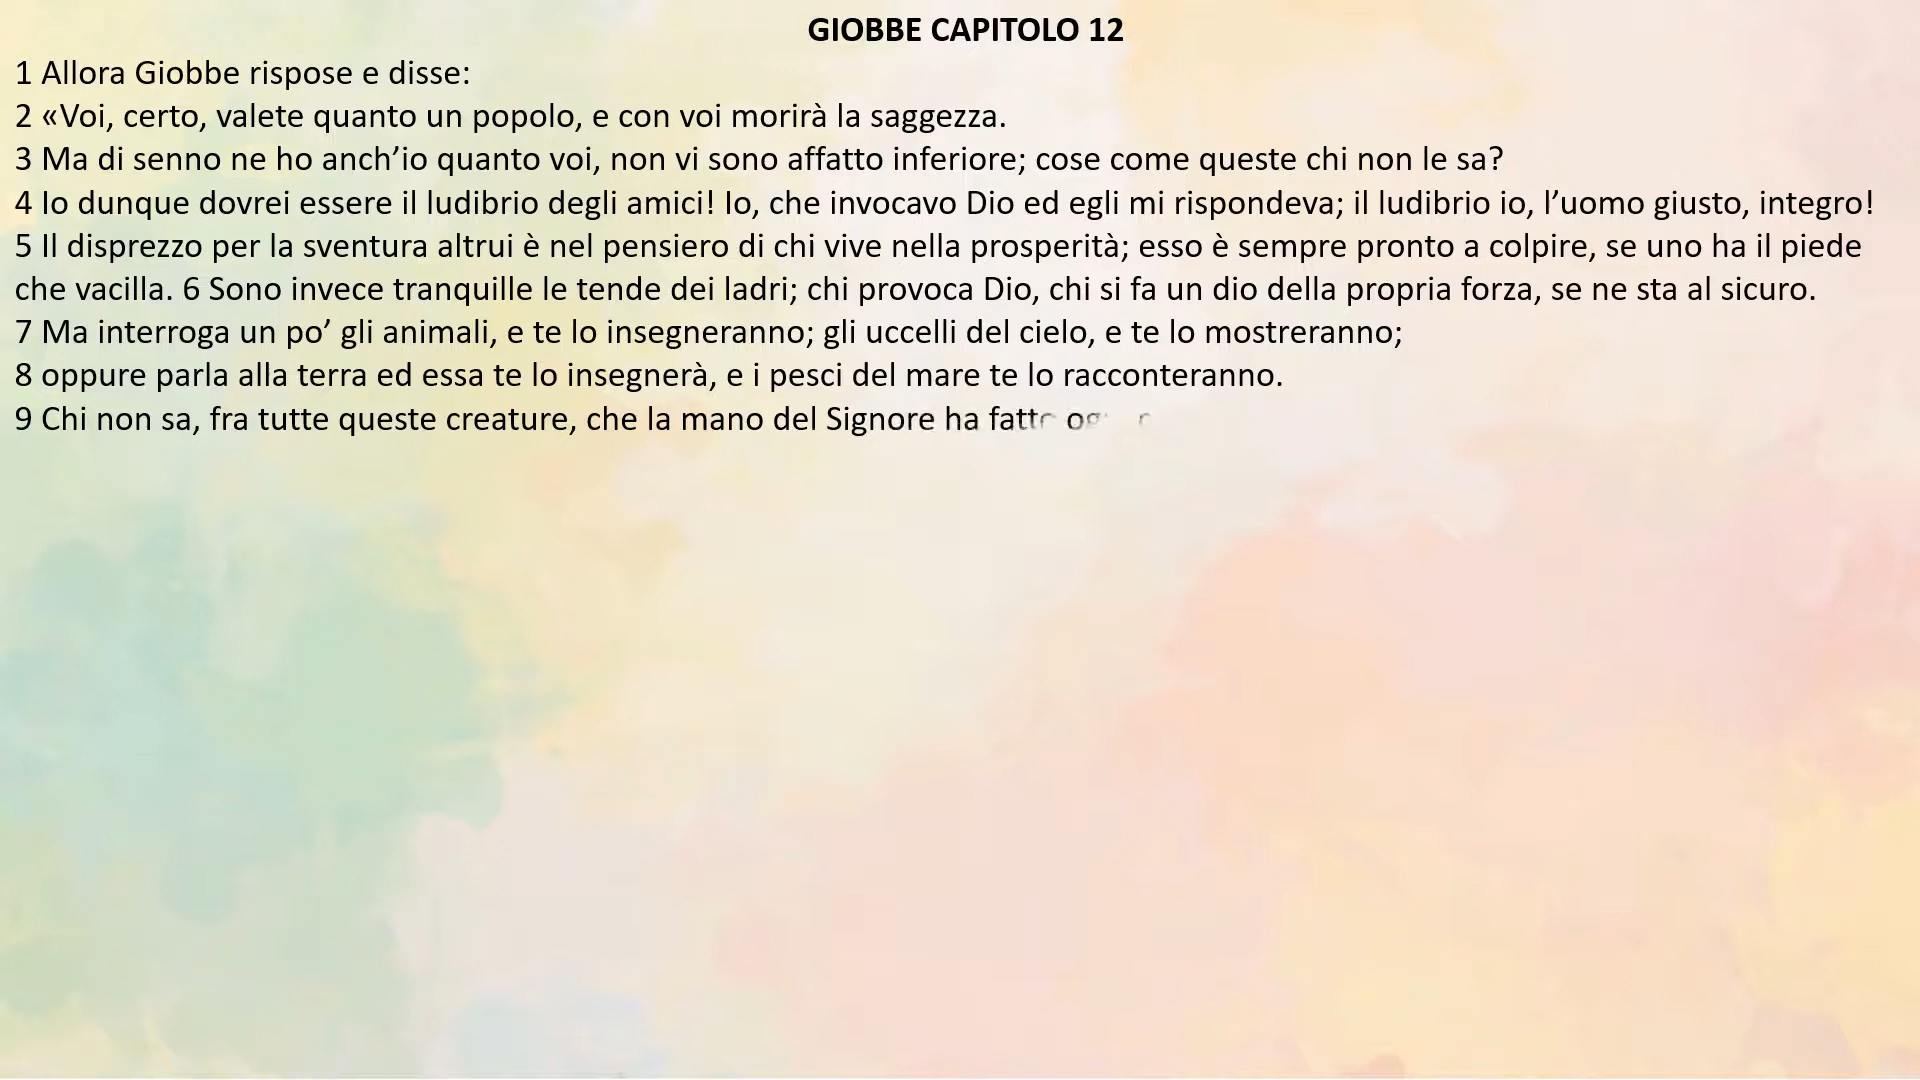 GIOBBE CAPITOLO 12
1 Allora Giobbe rispose e disse:
2 «Voi, certo, valete quanto un popolo, e con voi morirà la saggezza.
3 Ma di senno ne ho anch’io quanto voi, non vi sono affatto inferiore; cose come queste chi non le sa?
4 Io dunque dovrei essere il ludibrio degli amici! Io, che invocavo Dio ed egli mi rispondeva; il ludibrio io, l’uomo giusto, integro!
5 Il disprezzo per la sventura altrui è nel pensiero di chi vive nella prosperità; esso è sempre pronto a colpire, se uno ha il piede
che vacilla. 6 Sono invece tranquille le tende dei ladri; chi provoca Dio, chi si fa un dio della propria forza, se ne sta al sicuro.
7 Ma interroga un po’ gli animali, e te lo insegneranno; gli uccelli del cielo, e te lo mostreranno;
8 oppure parla alla terra ed essa te lo insegnerà, e i pesci del mare te lo racconteranno.
9 Chi non sa, fra tutte queste creature, che la mano del Signore ha fatto